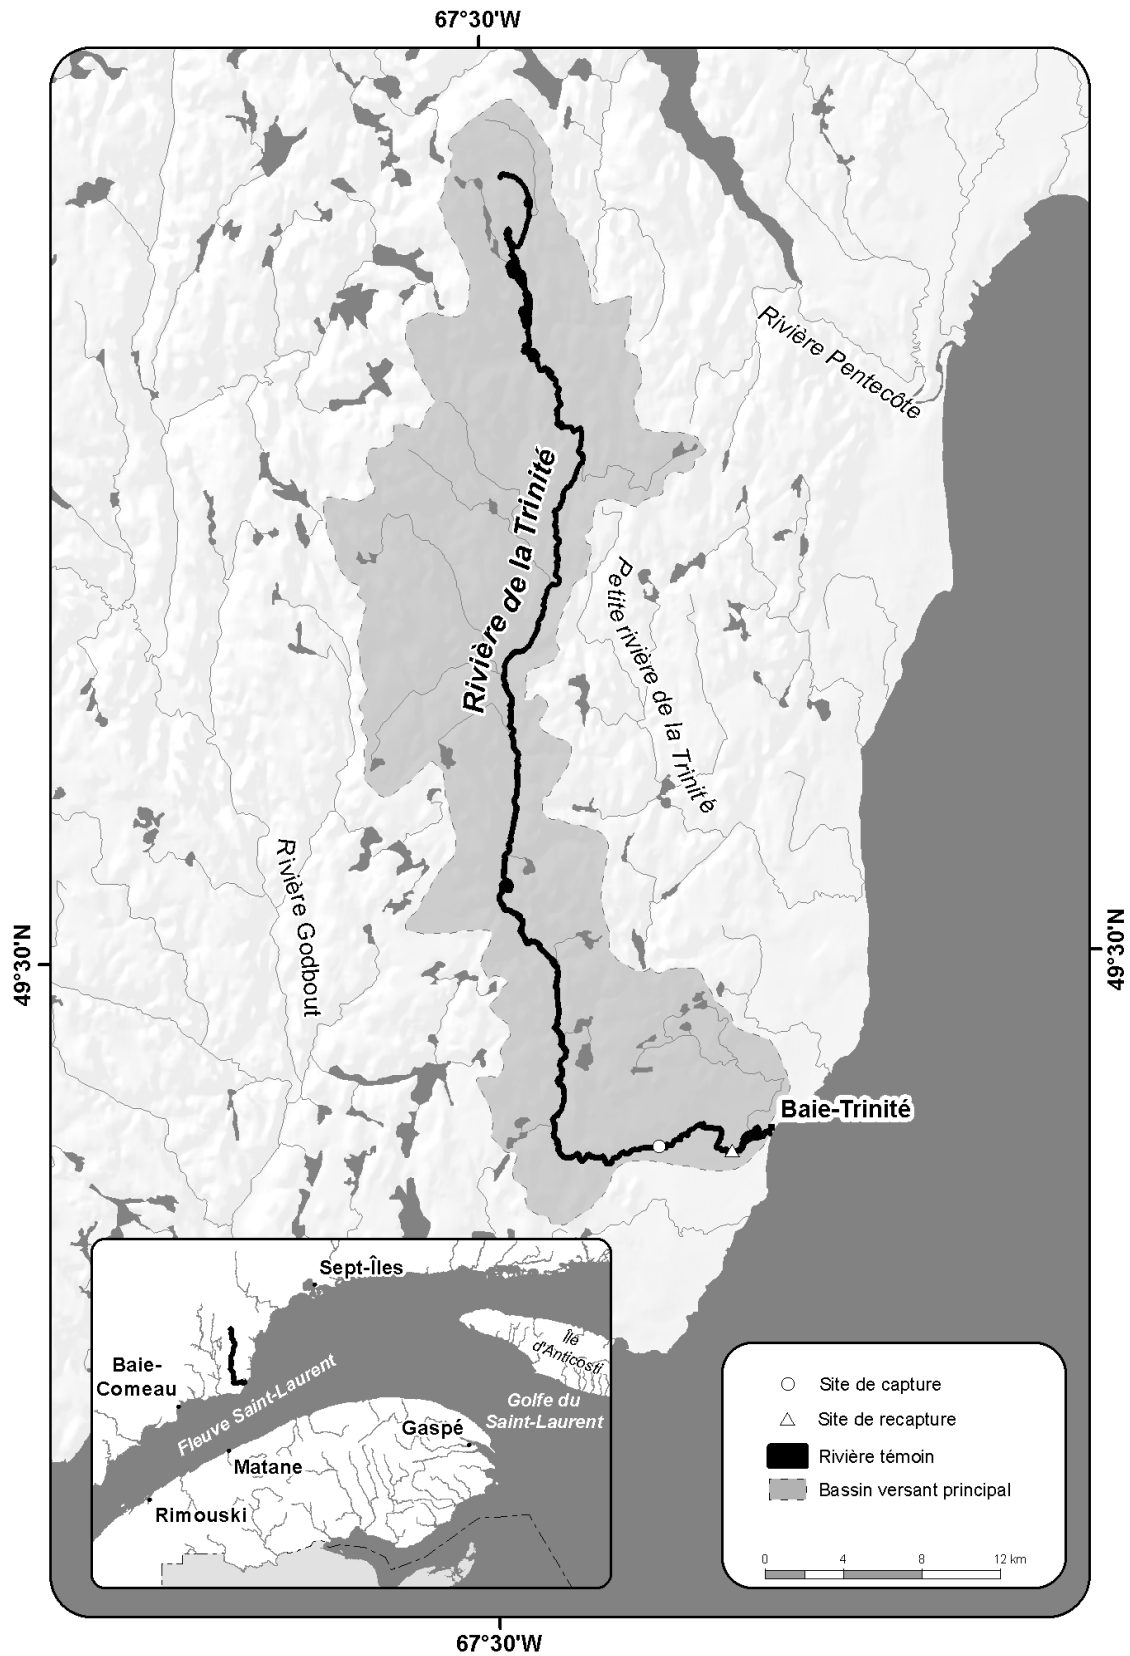 67°30'W
Rivière Pentecôte
Rivière de la Trinité
Petite rivière de la Trinité
Rivière Godbout
49°30'N
49°30'N
Baie-Trinité
Sept-Îles
Île
d'Anticosti
Baie-
Comeau
Fleuve Saint-Laurent
Golfe du
Saint-Laurent
Gaspé
Matane
Rimouski
Site de capture
Site de recapture
Rivière témoin
Bassin versant principal
0 4 8 12 km
67°30'W